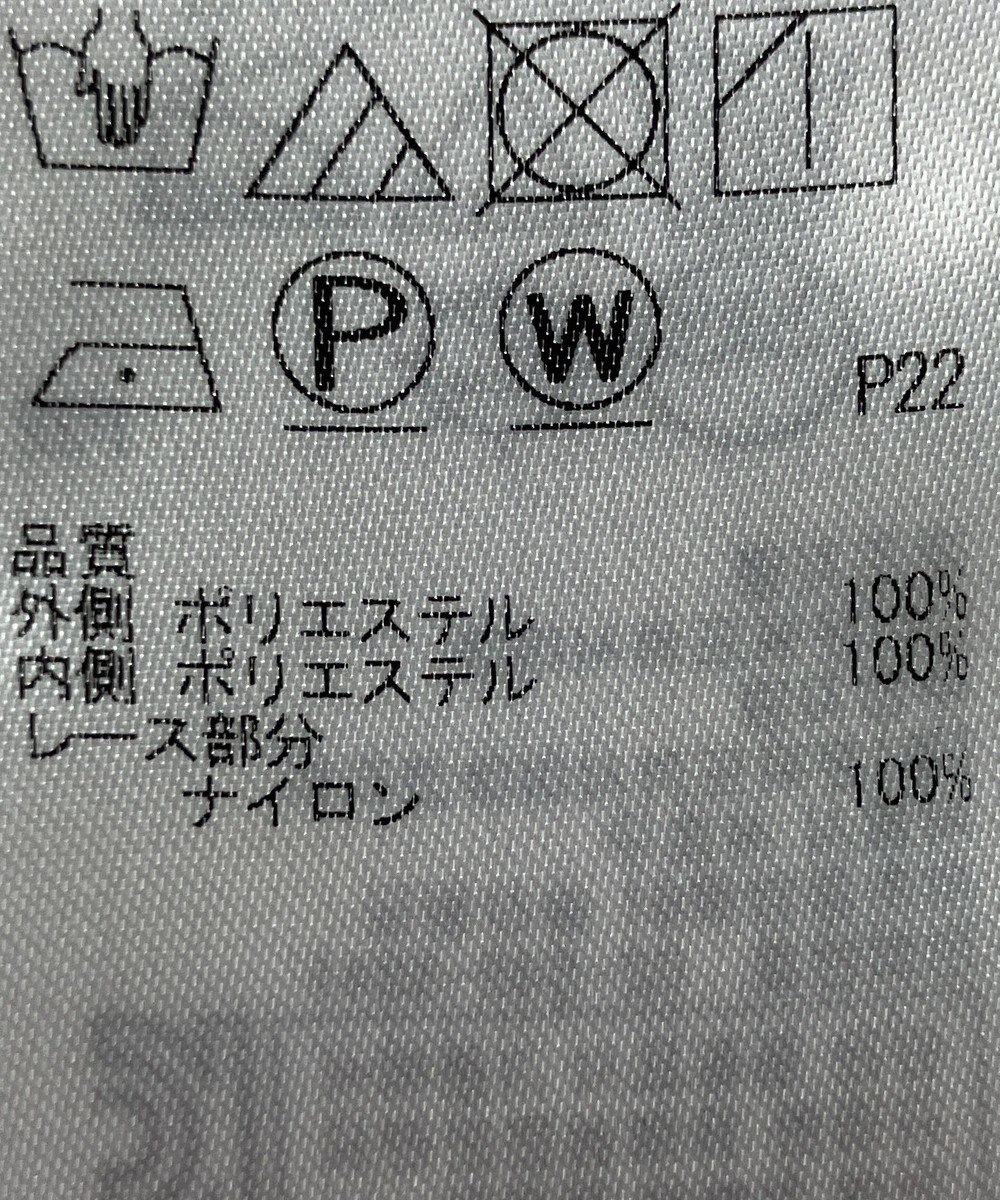 P W P22
品質
外側 ポリエステル 100%
内側 ポリエステル 100%
レース部分
ナイロン 100%